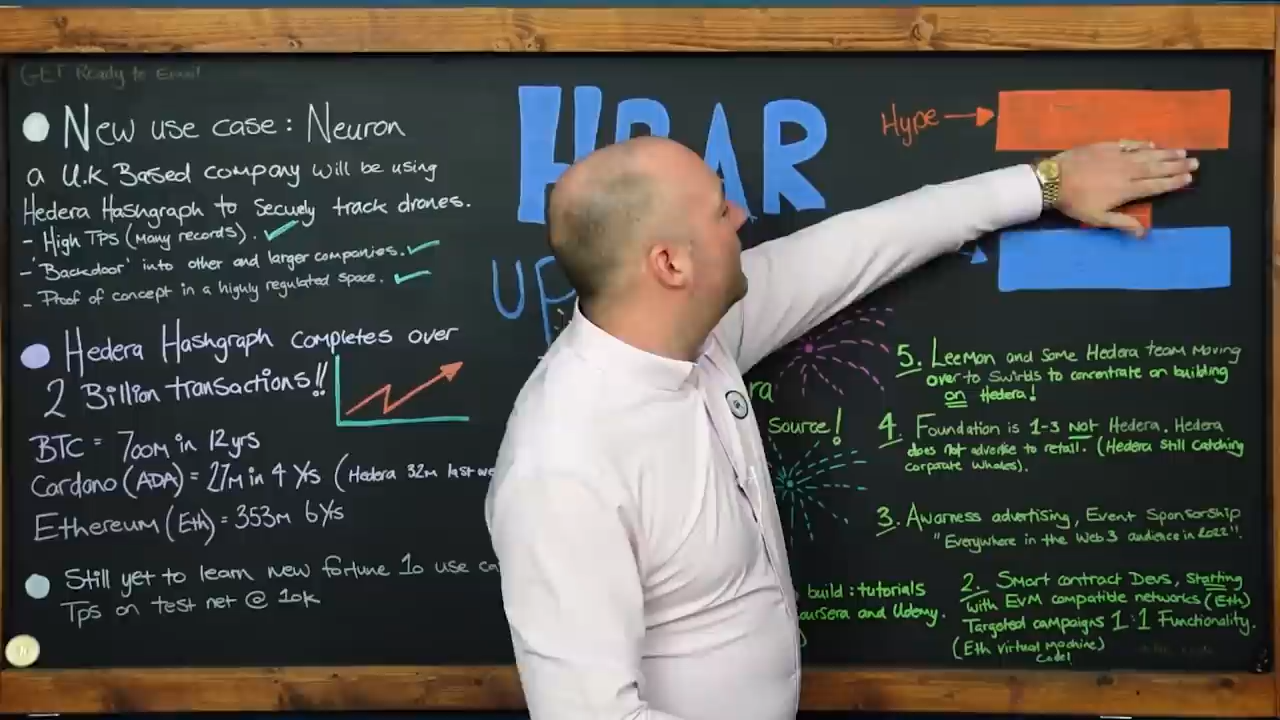 GET Ready to Email
New use case: Neuron
a U.K Based company will be using
Hedera Hashgraph to Securely track drones.
- High TPS (Many records).
- 'Backdoor' into other and larger companies.
- Proof of concept in a highly regulated space.
Hedera Hashgraph completes over
2 Billion transactions!!
BTC = 700M in 12yrs
Cardano (ADA) = 27M in 4 Yrs (Hedera 32M last we
Ethereum (Eth) = 353M 6Yrs
Still yet to learn new fortune 10 use ca
Tps on test net @ 10k
HBAR
UP
ra
source!
build: tutorials
oursera and Udemy.
Hype
5. Leemon and some Hedera team moving
over to Swirlds to concentrate on building
on Hedera!
4. Foundation is 1-3 NOT Hedera. Hedera
does not advertise to retail. (Hedera still catching
corporate whales).
3. Awarness advertising, Event Sponsorship
"Everywhere in the Web 3 audience in 2022".
2. Smart contract Devs, starting
with EVM compatible networks (Eth)
Targeted campaigns 1:1 Functionality.
(Eth virtual machine)
code!